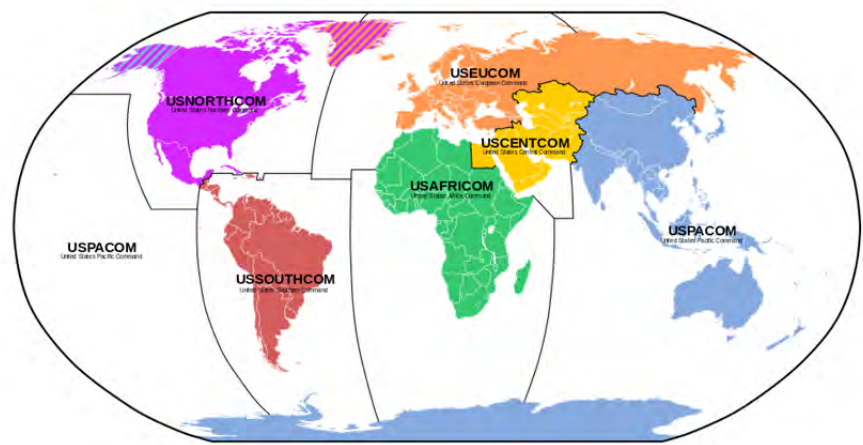 USEUCOM
United States European Command
USNORTHCOM
United States Northern Command
USCENTCOM
United States Central Command
USAFRICOM
United States Africa Command
USPACOM
United States Pacific Command
USPACOM
United States Pacific Command
USSOUTHCOM
United States Southern Command